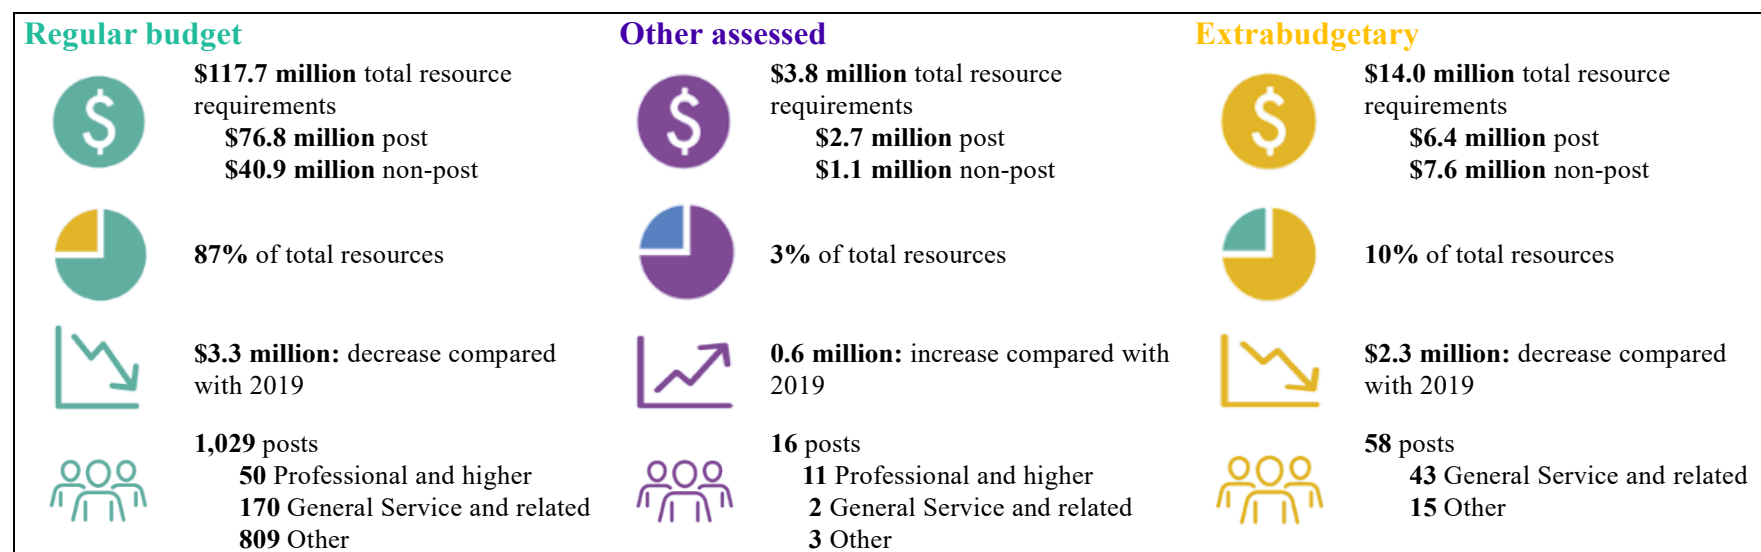 Regular budget
$117.7 million total resource
requirements
$76.8 million post
$40.9 million non-post
87% of total resources
$3.3 million: decrease compared
with 2019
1,029 posts
50 Professional and higher
170 General Service and related
809 Other
Other assessed
$3.8 million total resource
requirements
$2.7 million post
$1.1 million non-post
3% of total resources
0.6 million: increase compared with
2019
16 posts
11 Professional and higher
2 General Service and related
3 Other
Extrabudgetary
$14.0 million total resource
requirements
$6.4 million post
$7.6 million non-post
10% of total resources
$2.3 million: decrease compared
with 2019
58 posts
43 General Service and related
15 Other